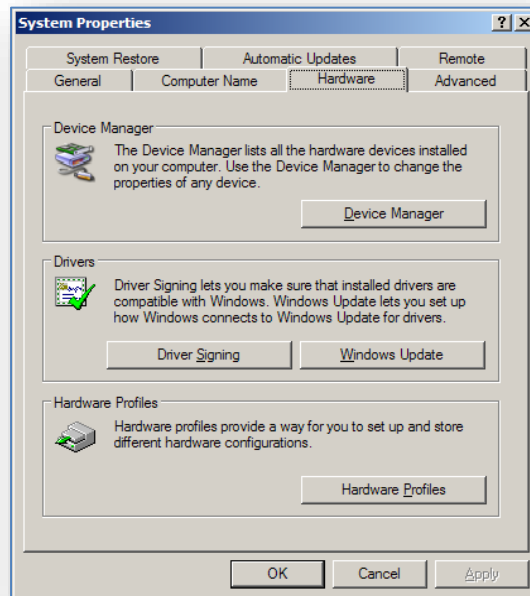 System Properties
System Restore
Automatic Updates
Remote
General
Computer Name
Hardware
Advanced
Device Manager
The Device Manager lists all the hardware devices installed
on your computer. Use the Device Manager to change the
properties of any device.
Device Manager
Drivers
Driver Signing lets you make sure that installed drivers are
compatible with Windows. Windows Update lets you set up
how Windows connects to Windows Update for drivers.
Driver Signing
Windows Update
Hardware Profiles
Hardware profiles provide a way for you to set up and store
different hardware configurations.
Hardware Profiles
OK
Cancel
Apply